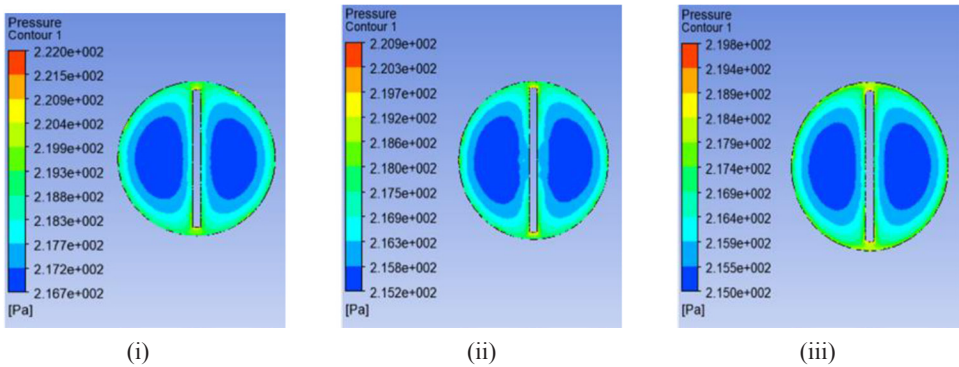 Pressure
Contour 1
2.220e+002
2.215e+002
2.209e+002
2.204e+002
2.199e+002
2.193e+002
2.188e+002
2.183e+002
2.177e+002
2.172e+002
2.167e+002
[Pa]
(i)
Pressure
Contour 1
2.209e+002
2.203e+002
2.197e+002
2.192e+002
2.186e+002
2.180e+002
2.175e+002
2.169e+002
2.163e+002
2.158e+002
2.152e+002
[Pa]
(ii)
Pressure
Contour 1
2.198e+002
2.194e+002
2.189e+002
2.184e+002
2.179e+002
2.174e+002
2.169e+002
2.164e+002
2.159e+002
2.155e+002
2.150e+002
[Pa]
(iii)